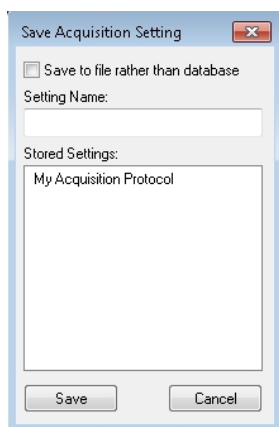 Save Acquisition Setting
Save to file rather than database
Setting Name:
Stored Settings:
My Acquisition Protocol
Save Cancel